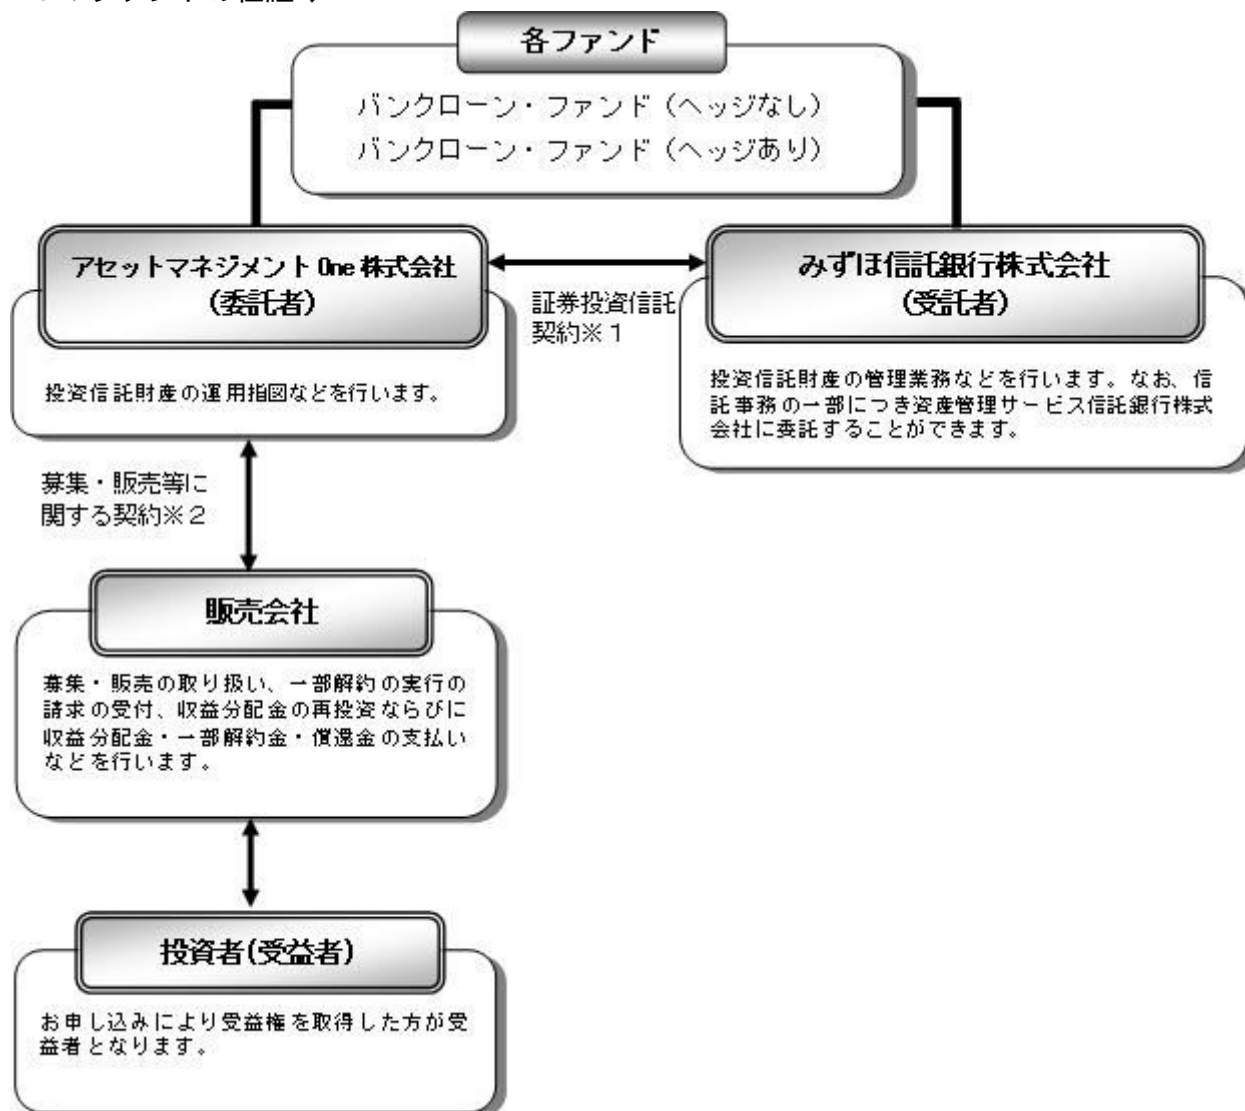 各ファンド
バンクローン・ファンド（ヘッジなし）
バンクローン・ファンド（ヘッジあり）
アセットマネジメント One 株式会社
（委託者）
証券投資信託
契約※１
みずほ信託銀行株式会社
（受託者）
投資信託財産の運用指図などを行います。
投資信託財産の管理業務などを行います。なお、信
託事務の一部につき資産管理サービス信託銀行株式
会社に委託することができます。
募集・販売等に
関する契約※２
販売会社
募集・販売の取り扱い、一部解約の実行の
請求の受付、収益分配金の再投資ならびに
収益分配金・一部解約金・償還金の支払い
などを行います。
投資者（受益者）
お申し込みにより受益権を取得した方が受
益者となります。